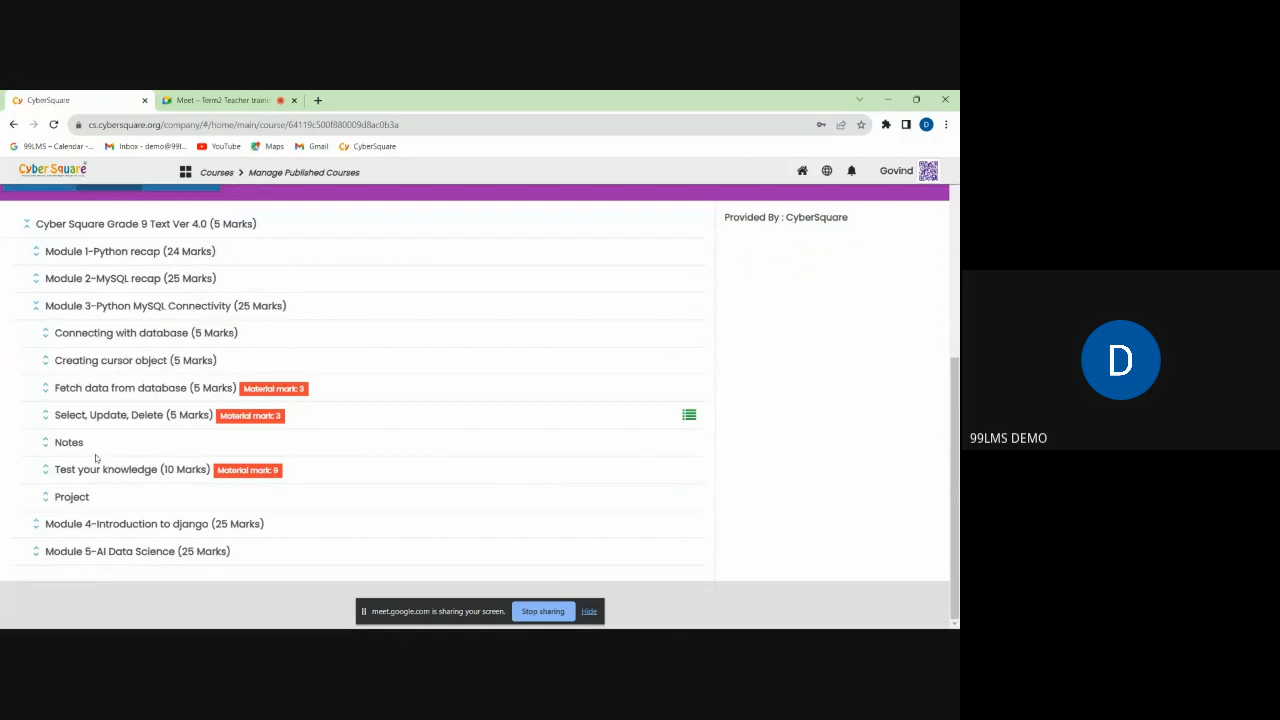 CyberSquare
Meet – Term2 Teacher traini
cs.cybersquare.org/company/#/home/main/course/64119c500f880009d8ac0b3a
99LMS – Calendar -...
Inbox - demo@99l...
YouTube
Maps
Gmail
CyberSquare
Cyber Square
Courses > Manage Published Courses
Govind
Cyber Square Grade 9 Text Ver 4.0 (5 Marks)
Provided By : CyberSquare
Module 1-Python recap (24 Marks)
Module 2-MySQL recap (25 Marks)
Module 3-Python MySQL Connectivity (25 Marks)
Connecting with database (5 Marks)
Creating cursor object (5 Marks)
Fetch data from database (5 Marks) Material mark: 3
Select, Update, Delete (5 Marks) Material mark: 3
Notes
Test your knowledge (10 Marks) Material mark: 9
Project
Module 4-Introduction to django (25 Marks)
Module 5-AI Data Science (25 Marks)
meet.google.com is sharing your screen.
Stop sharing
Hide
D
99LMS DEMO